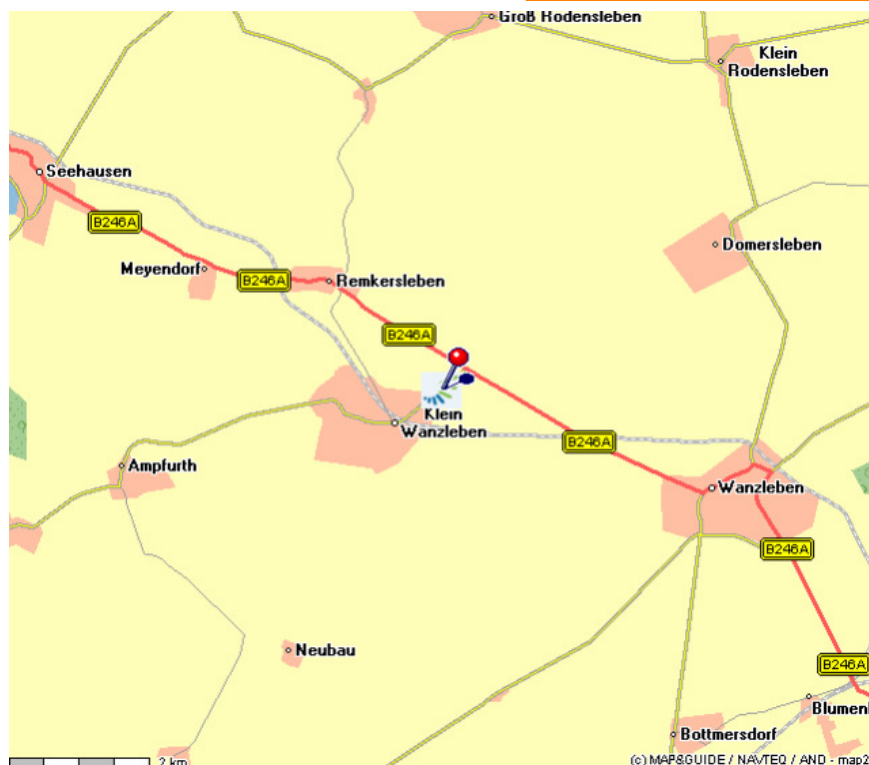 Groß Rodensleben
Klein
Rodensleben
Seehausen
B246A
Domersleben
Meyendorf
B246A
Remkersleben
B246A
Klein
Wanzleben
B246A
Ampfurth
Wanzleben
B246A
Neubau
B246A
Blumen
Bottmersdorf
2 km
(c) MAP&GUIDE / NAVTEQ / AND - map2